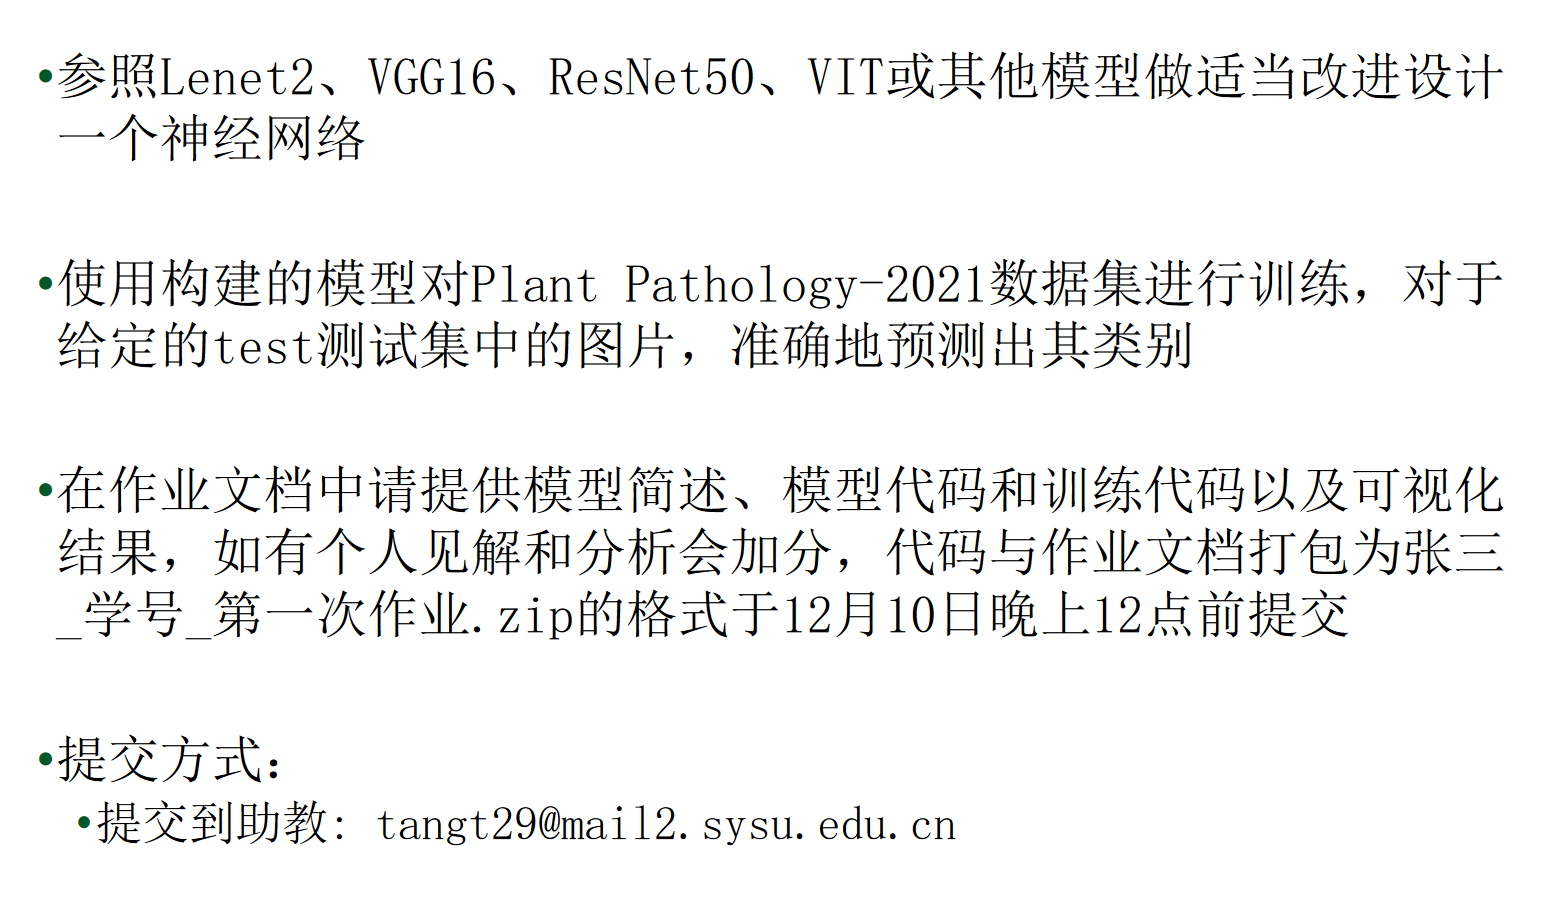 •参照Lenet2、VGG16、ResNet50、VIT或其他模型做适当改进设计
一个神经网络
•使用构建的模型对Plant Pathology-2021数据集进行训练，对于
给定的test测试集中的图片，准确地预测出其类别
•在作业文档中请提供模型简述、模型代码和训练代码以及可视化
结果，如有个人见解和分析会加分，代码与作业文档打包为张三
_学号_第一次作业.zip的格式于12月10日晚上12点前提交
•提交方式：
•提交到助教: tangt29@mail2.sysu.edu.cn